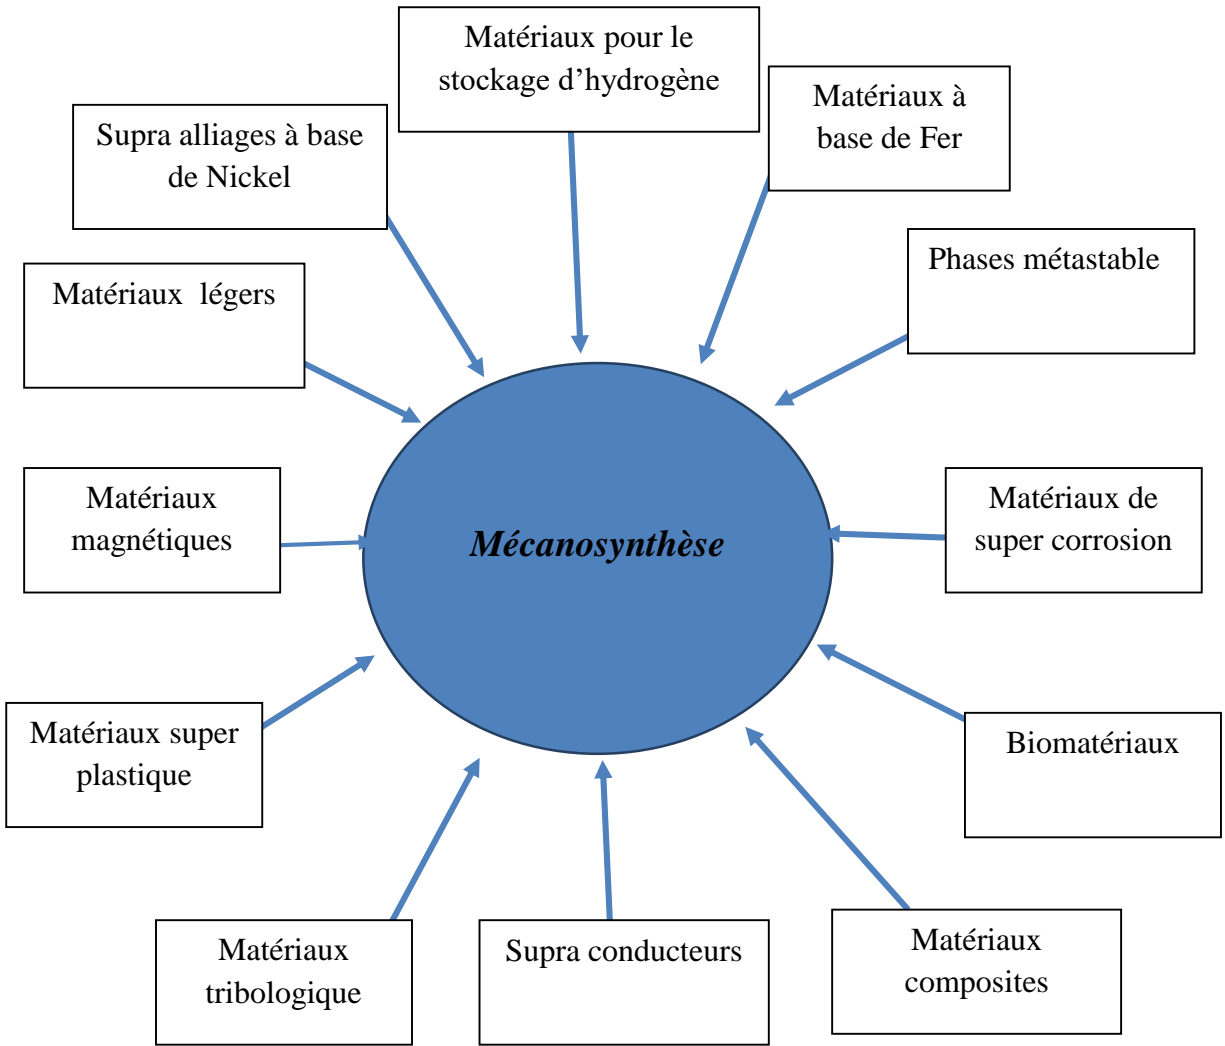 Matériaux pour le
stockage d’hydrogène
Matériaux à
base de Fer
Supra alliages à base
de Nickel
Phases métastable
Matériaux légers
Matériaux
magnétiques
Mécanosynthèse
Matériaux de
super corrosion
Matériaux super
plastique
Biomatériaux
Matériaux
tribologique
Supra conducteurs
Matériaux
composites